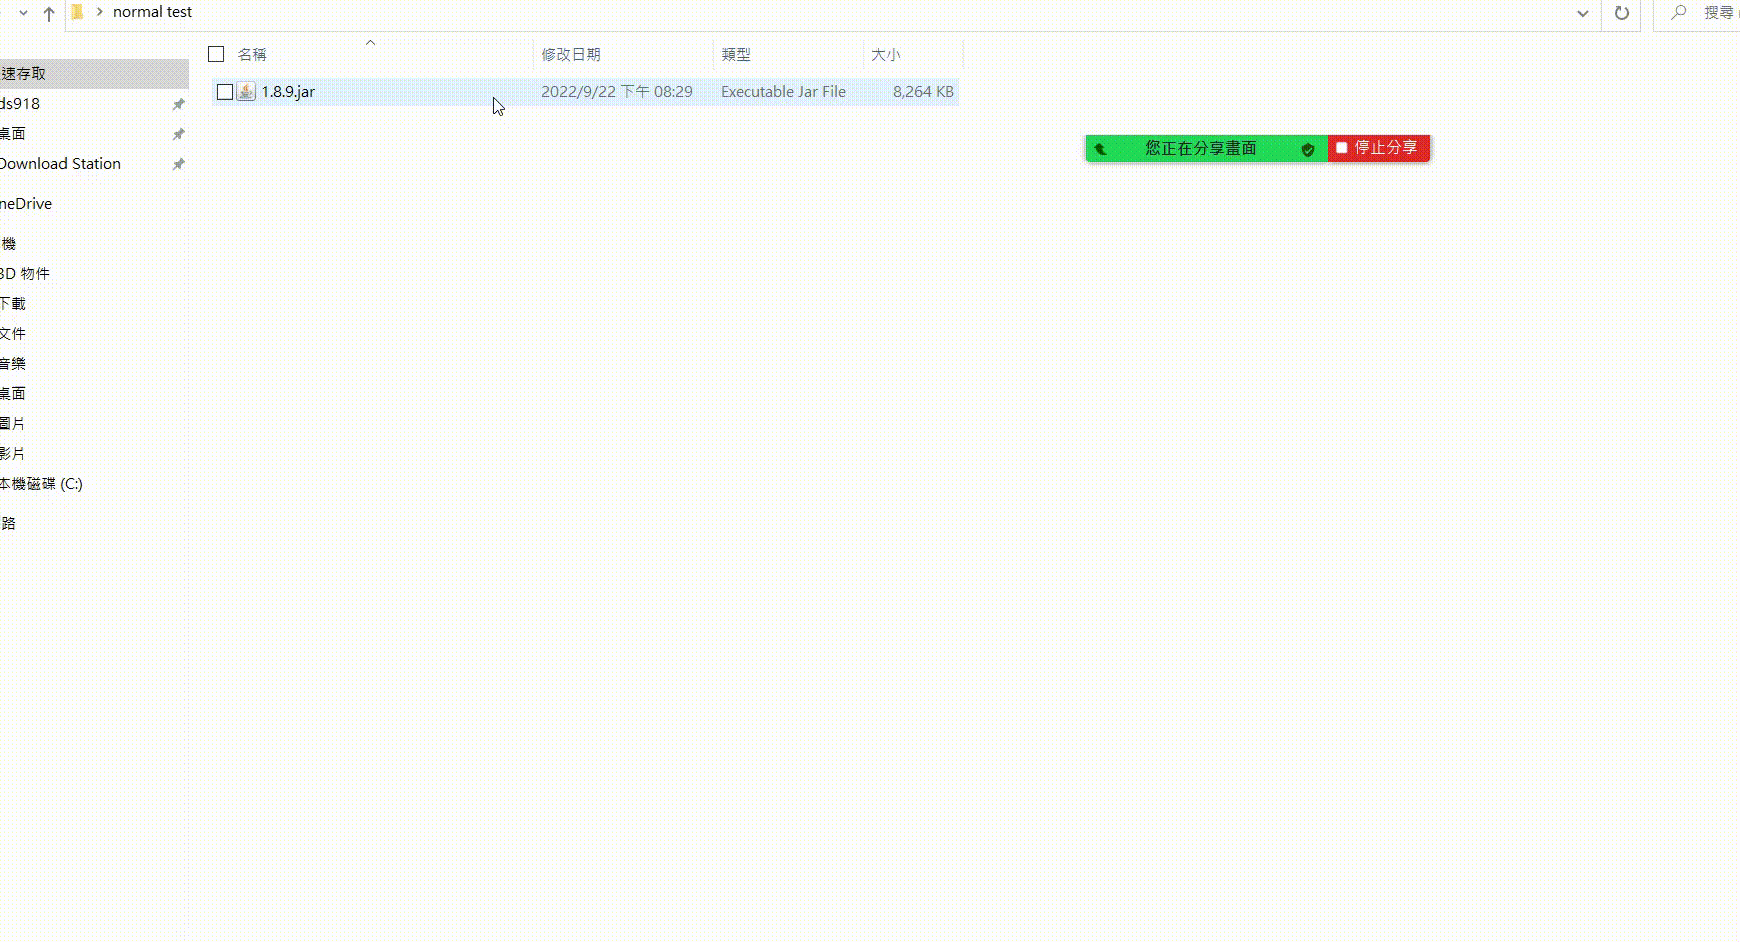 normal test
搜尋
名稱 修改日期 類型 大小
1.8.9.jar 2022/9/22 下午 08:29 Executable Jar File 8,264 KB
您正在分享畫面 停止分享
速存取
ds918
桌面
Download Station
neDrive
機
3D 物件
下載
文件
音樂
桌面
圖片
影片
本機磁碟 (C:)
路